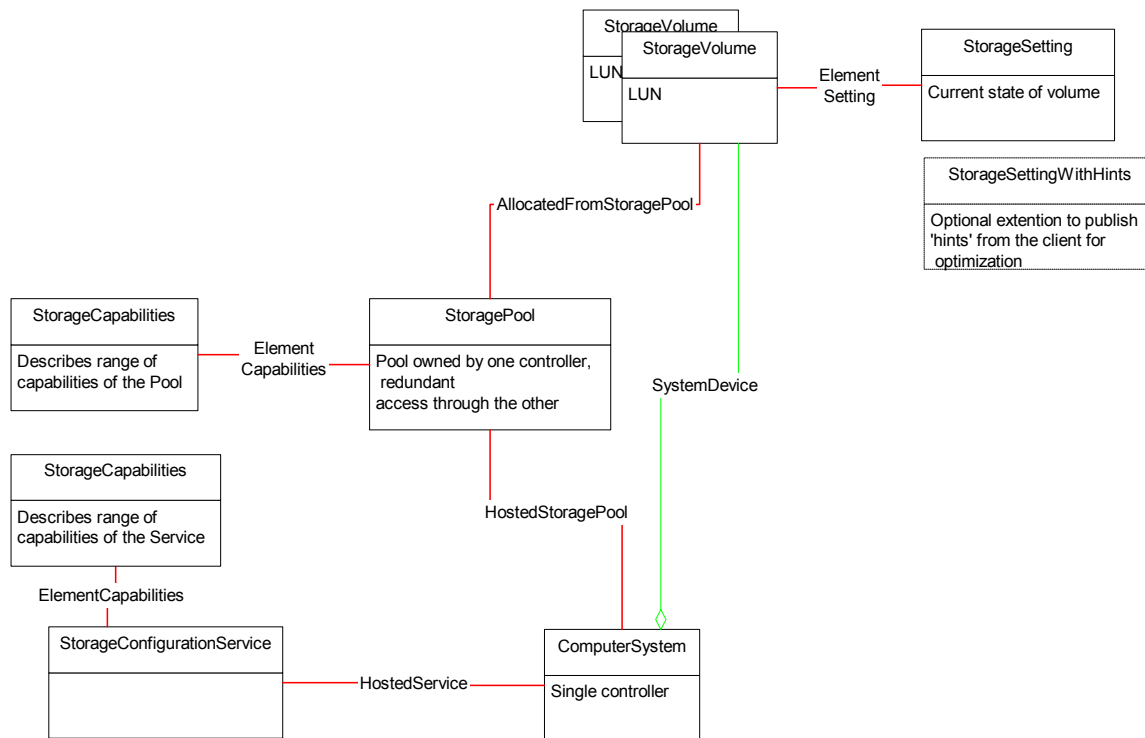 StorageVolume
LUN
StorageVolume
LUN
Element
Setting
StorageSetting
Current state of volume
StorageSettingWithHints
Optional extention to publish
'hints' from the client for
optimization
AllocatedFromStoragePool
StorageCapabilities
Describes range of
capabilities of the Pool
Element
Capabilities
StoragePool
Pool owned by one controller,
redundant
access through the other
SystemDevice
StorageCapabilities
Describes range of
capabilities of the Service
HostedStoragePool
ElementCapabilities
StorageConfigurationService
HostedService
ComputerSystem
Single controller